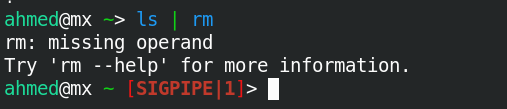 ahmed@mx ~> ls | rm
rm: missing operand
Try 'rm --help' for more information.
ahmed@mx ~ [SIGPIPE|1]>